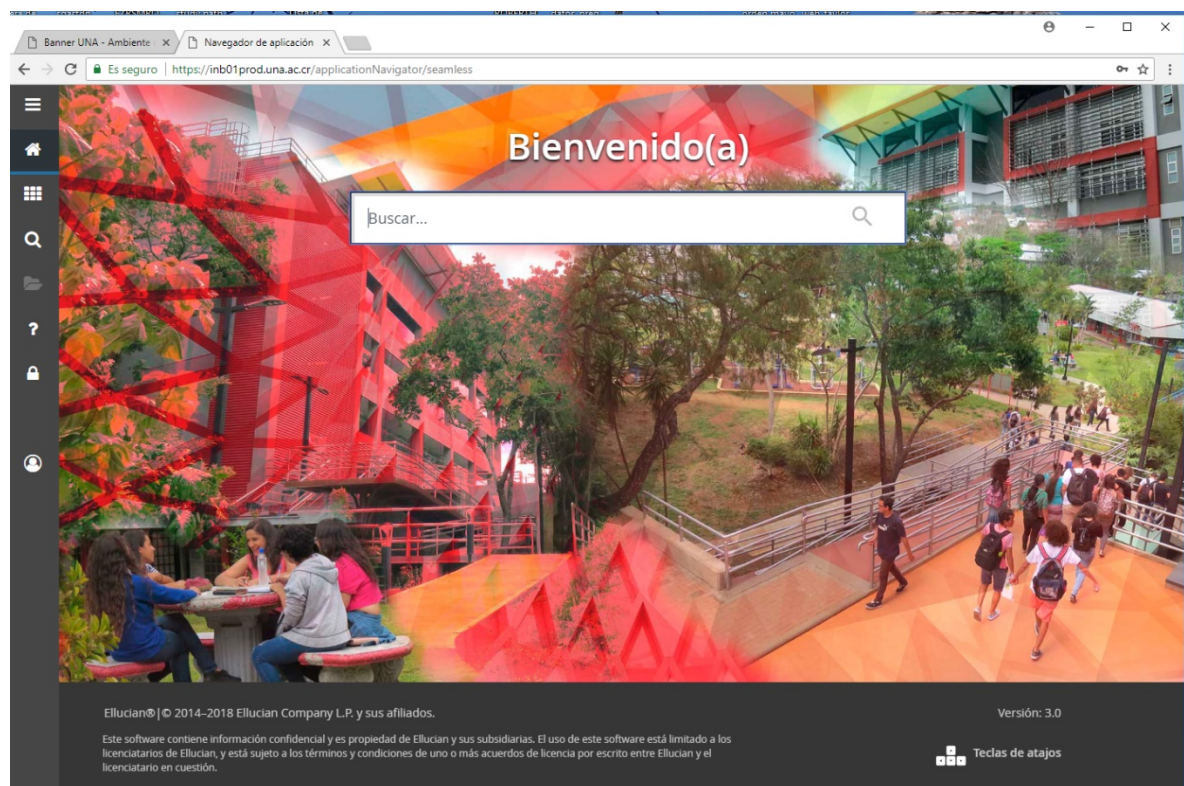 Banner UNA - Ambiente
Navegador de aplicación
Es seguro | https://inb01prod.una.ac.cr/applicationNavigator/seamless
Bienvenido(a)
Buscar...
Ellucian®|© 2014–2018 Ellucian Company L.P. y sus afiliados.
Versión: 3.0
Este software contiene información confidencial y es propiedad de Ellucian y sus subsidiarias. El uso de este software está limitado a los
licenciatarios de Ellucian, y está sujeto a los términos y condiciones de uno o más acuerdos de licencia por escrito entre Ellucian y el
licenciatario en cuestión.
Teclas de atajos